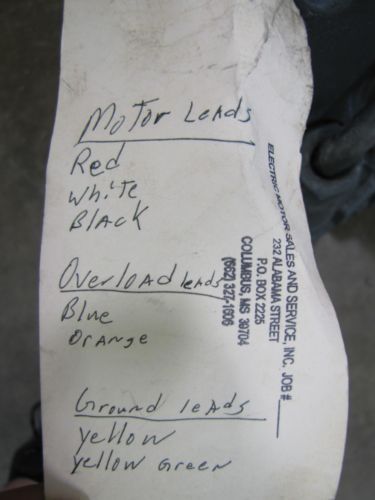 Motor Leads
Red
White
Black
Overload leads
Blue
Orange
Ground leads
yellow
yellow Green
ELECTRIC MOTOR SALES AND SERVICE, INC. JOB #
232 ALABAMA STREET
P.O. BOX 2225
COLUMBUS, MS 39704
(662) 327-1606